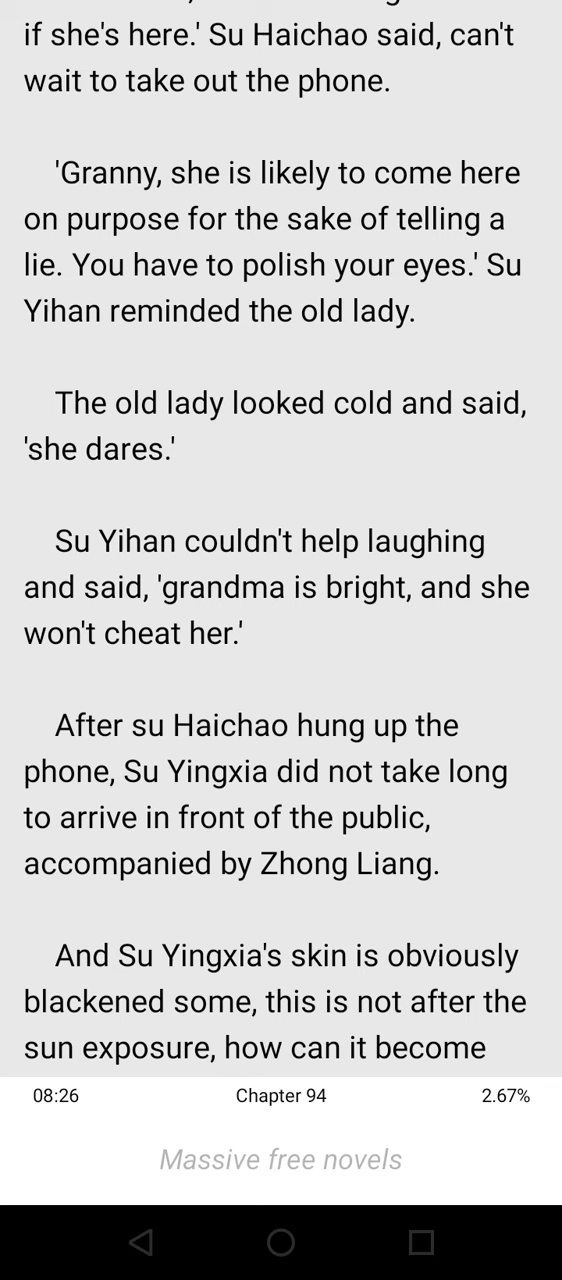 if she's here.' Su Haichao said, can't
wait to take out the phone.
'Granny, she is likely to come here
on purpose for the sake of telling a
lie. You have to polish your eyes.' Su
Yihan reminded the old lady.
The old lady looked cold and said,
'she dares.'
Su Yihan couldn't help laughing
and said, 'grandma is bright, and she
won't cheat her.'
After su Haichao hung up the
phone, Su Yingxia did not take long
to arrive in front of the public,
accompanied by Zhong Liang.
And Su Yingxia's skin is obviously
blackened some, this is not after the
sun exposure, how can it become
08:26 Chapter 94 2.67%
Massive free novels